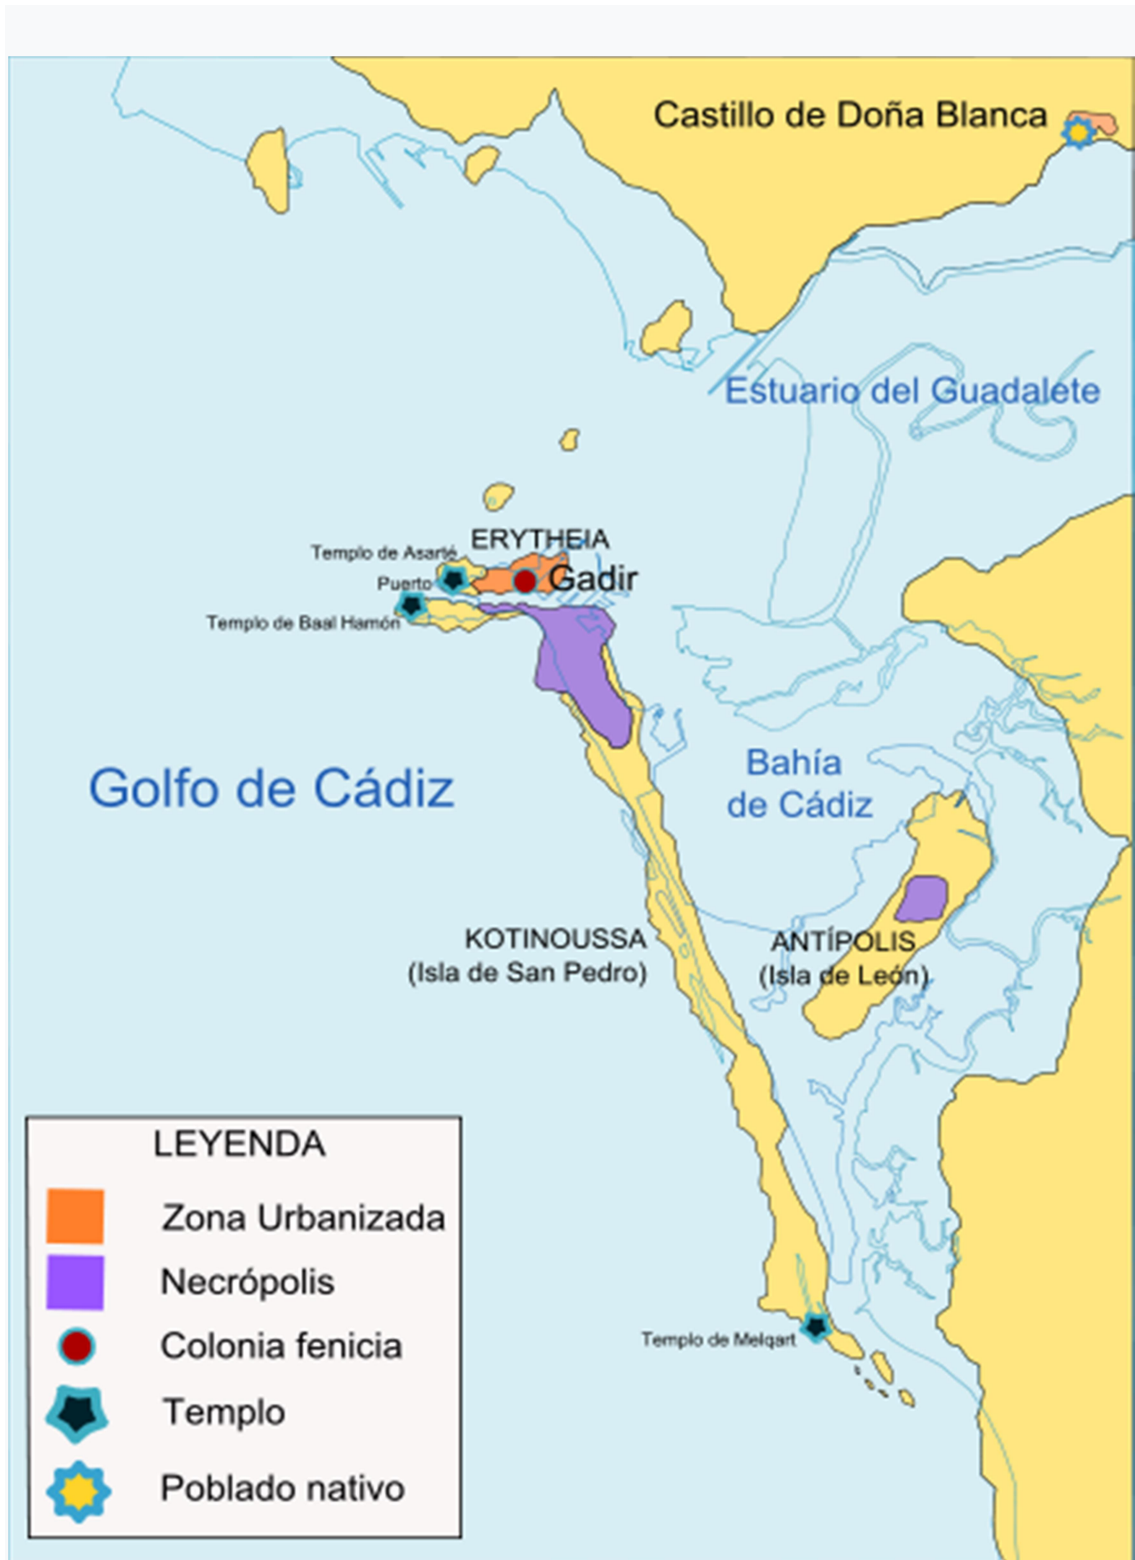 Castillo de Doña Blanca
Estuario del Guadalete
ERYTHEIA
Templo de Asarté
Gadir
Puerto
Templo de Baal Hamón
Golfo de Cádiz
Bahía
de Cádiz
KOTINOUSSA
(Isla de San Pedro)
ANTÍPOLIS
(Isla de León)
Templo de Melqart
LEYENDA
Zona Urbanizada
Necrópolis
Colonia fenicia
Templo
Poblado nativo